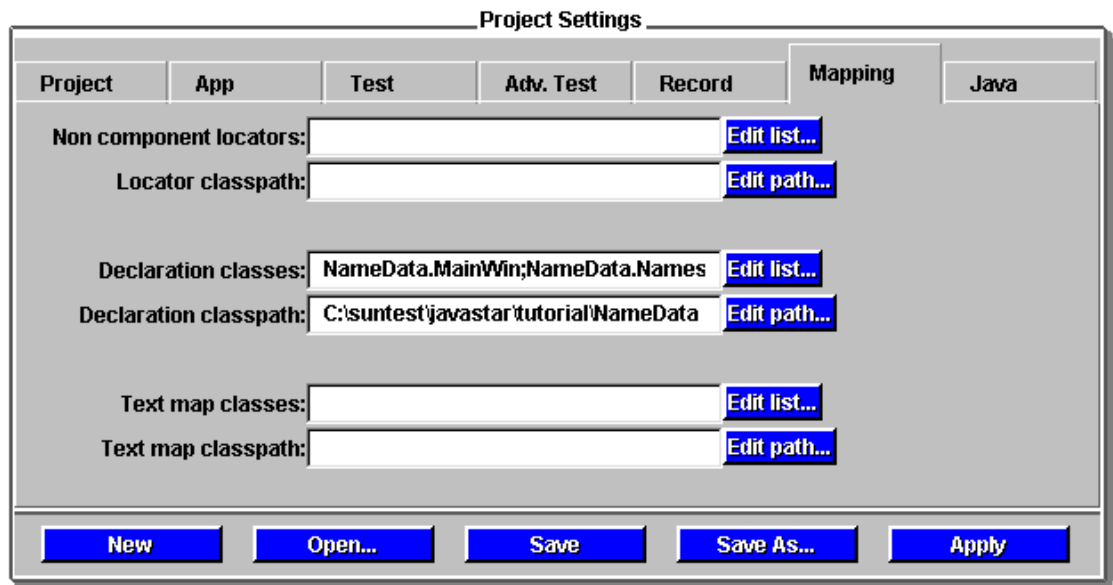 Project Settings
Project App Test Adv. Test Record Mapping Java
Non component locators: Edit list...
Locator classpath: Edit path...
Declaration classes: NameData.MainWin;NameData.Names Edit list...
Declaration classpath: C:\suntest\javastar\tutorial\NameData Edit path...
Text map classes: Edit list...
Text map classpath: Edit path...
New Open... Save Save As... Apply